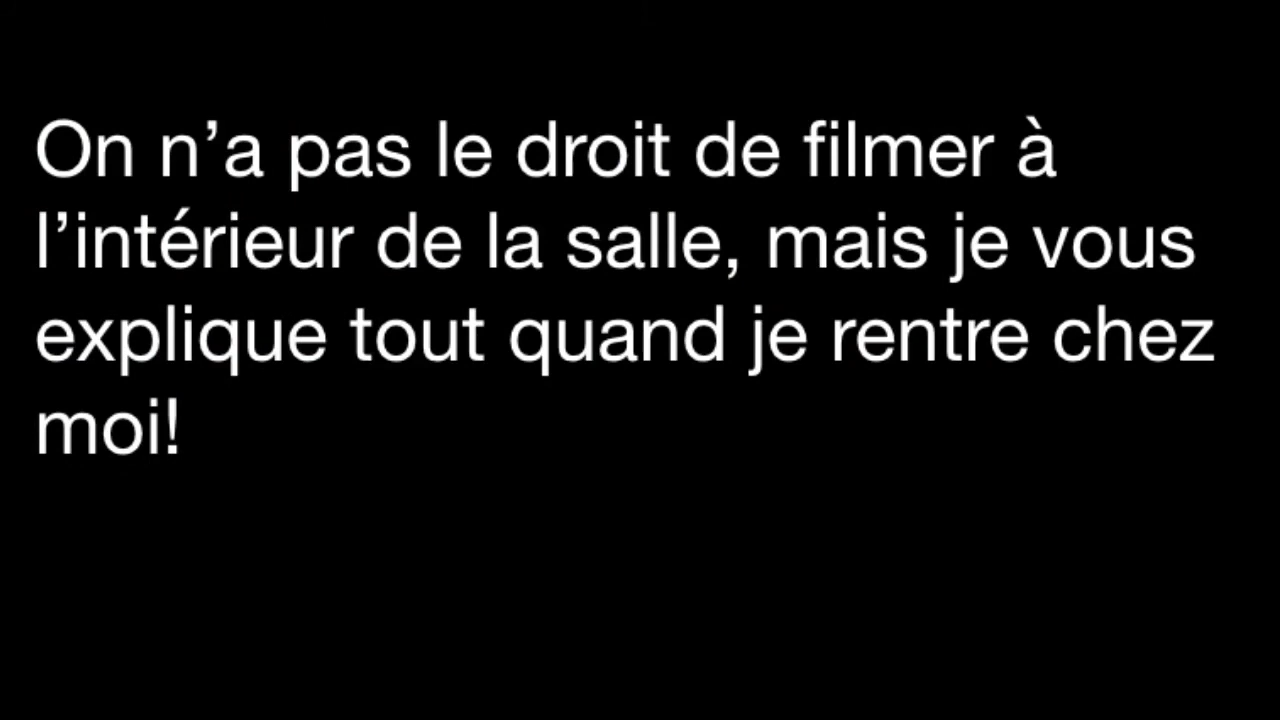 On n’a pas le droit de filmer à
l’intérieur de la salle, mais je vous
explique tout quand je rentre chez
moi!